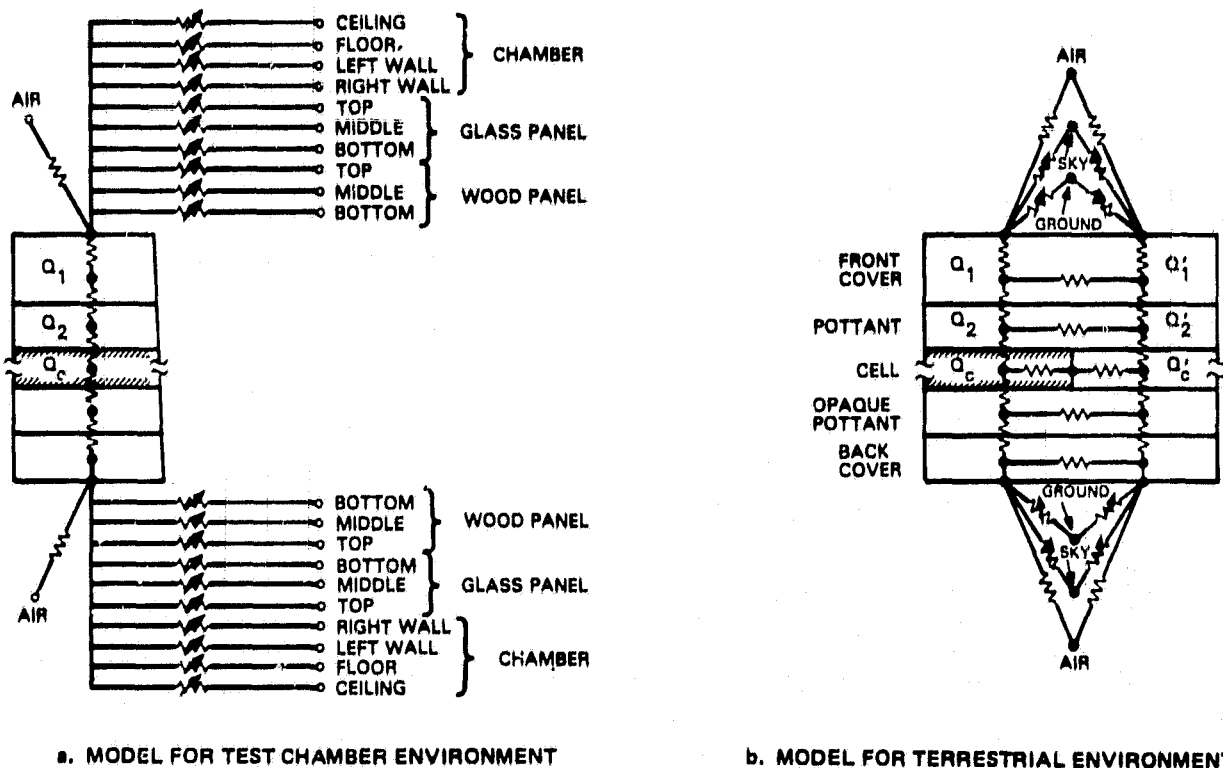 CEILING
FLOOR
LEFT WALL
RIGHT WALL
CHAMBER
TOP
MIDDLE
BOTTOM
GLASS PANEL
TOP
MIDDLE
BOTTOM
WOOD PANEL
AIR
Q1
Q2
Qc
AIR
BOTTOM
MIDDLE
TOP
WOOD PANEL
BOTTOM
MIDDLE
TOP
GLASS PANEL
RIGHT WALL
LEFT WALL
FLOOR
CEILING
CHAMBER
a. MODEL FOR TEST CHAMBER ENVIRONMENT
AIR
SKY
GROUND
FRONT
COVER
Q1
Q'1
POTTANT
Q2
Q'2
CELL
Qc
Q'c
OPAQUE
POTTANT
BACK
COVER
GROUND
SKY
AIR
b. MODEL FOR TERRESTRIAL ENVIRONMENT